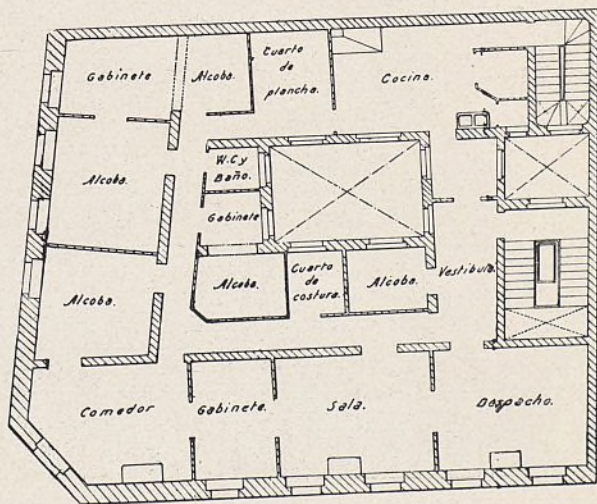 Gabinete
Alcoba.
Cuarto
de
plancha.
Cocina.
Alcoba.
W.C y
Baño.
Gabinete
Alcoba.
Alcoba.
Cuarto
de
costura.
Alcoba.
Vestibulo.
Comedor
Gabinete.
Sala.
Despacho.